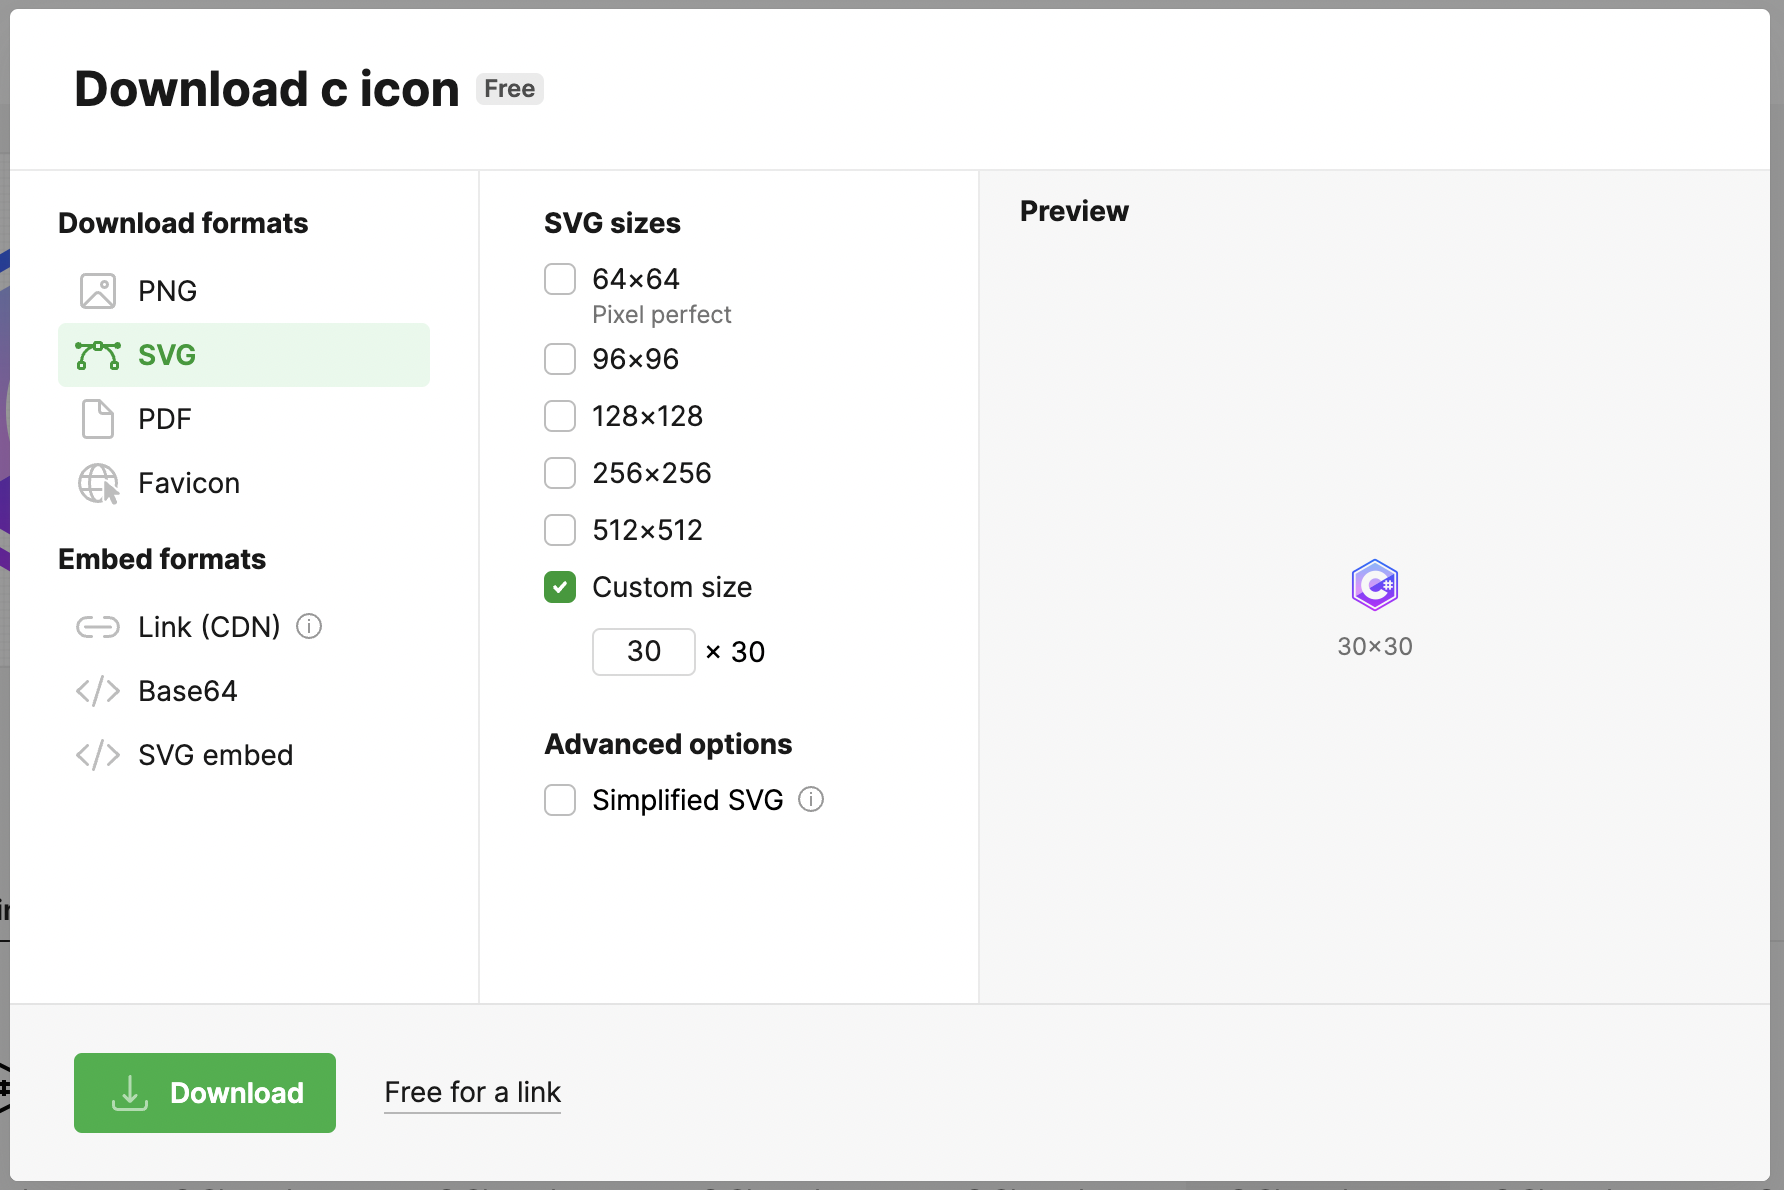 Download c icon
Free
Download formats
PNG
SVG
PDF
Favicon
Embed formats
Link (CDN)
Base64
SVG embed
SVG sizes
64×64
Pixel perfect
96×96
128×128
256×256
512×512
Custom size
30 × 30
Advanced options
Simplified SVG
Preview
C#
30×30
Download
Free for a link